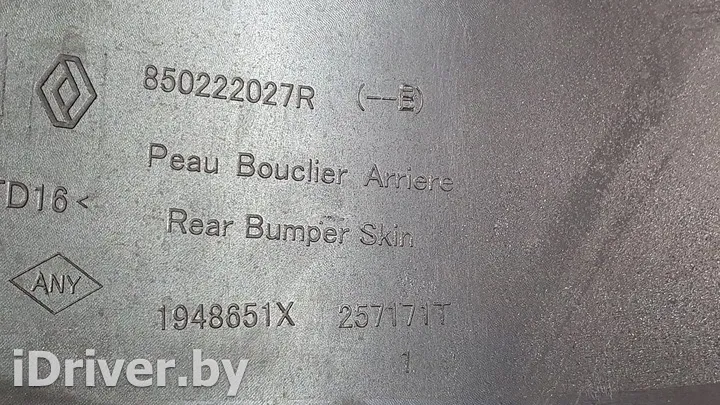 850222027R (--E)
Peau Bouclier Arriere
TD16<
Rear Bumper Skin
ANY
1948651X 257171T
1
iDriver.by